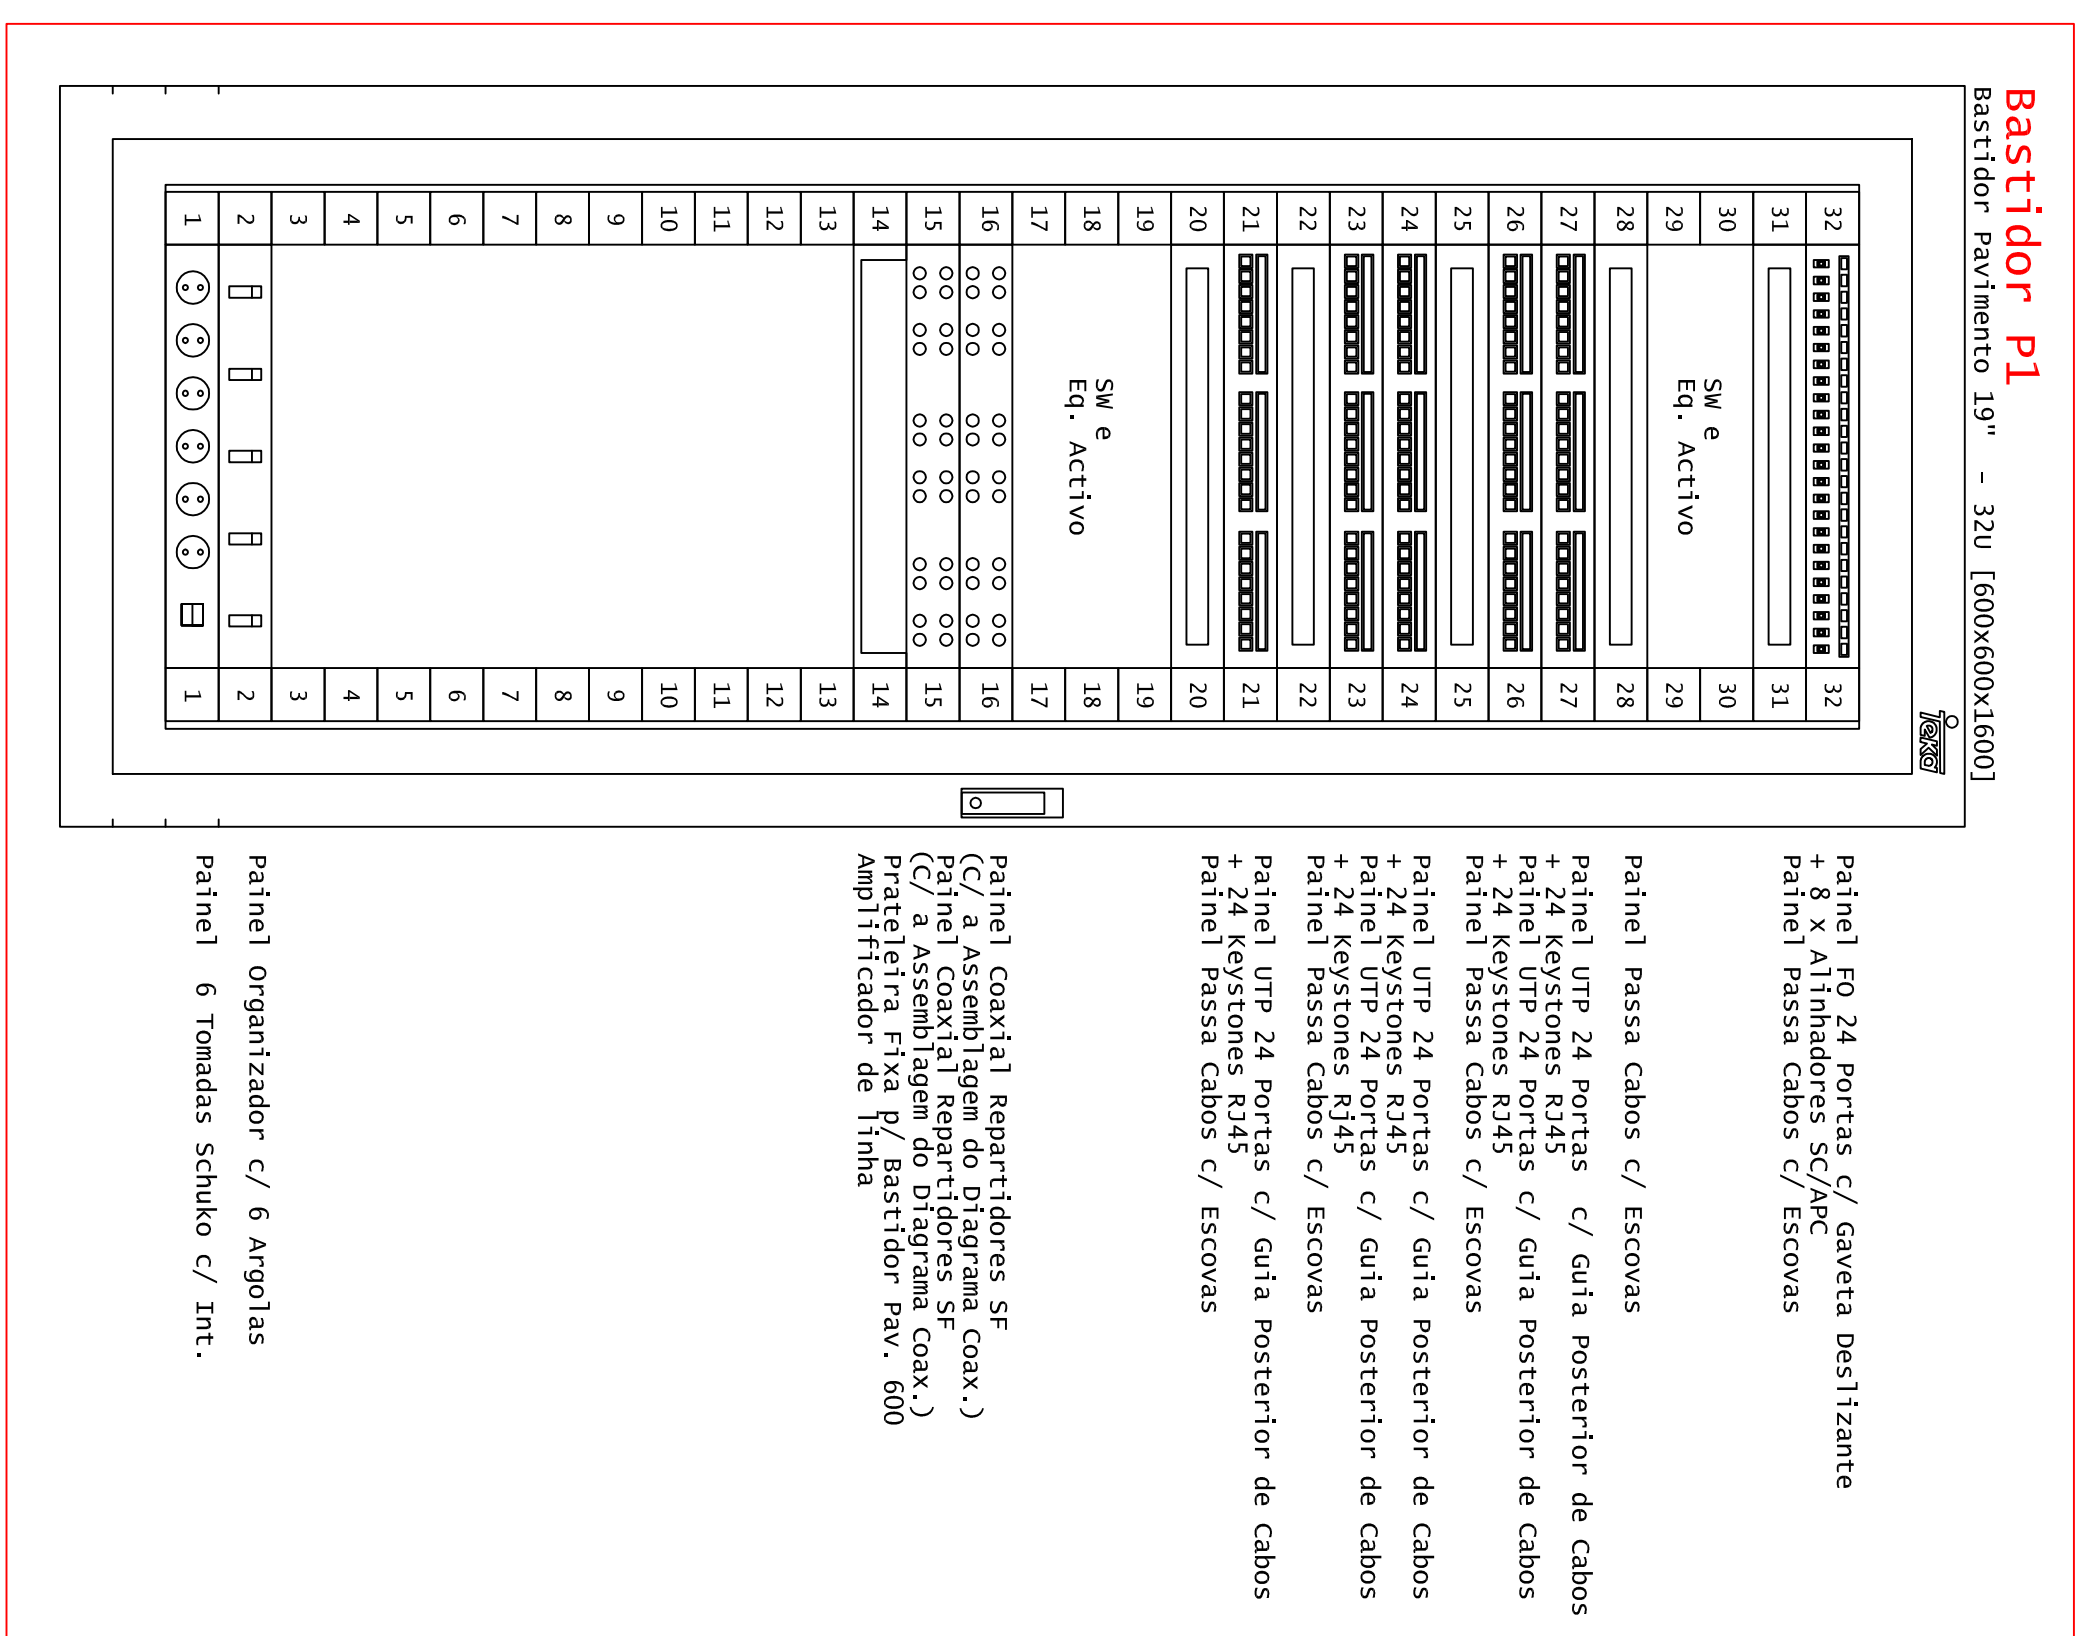 Bastidor P1
Bastidor Pavimento 19" - 32U [600x600x1600]
Teka
32 32
31 31
30 30
29 29
28 28
27 27
26 26
25 25
24 24
23 23
22 22
21 21
20 20
19 19
18 18
17 17
16 16
15 15
14 14
13 13
12 12
11 11
10 10
9 9
8 8
7 7
6 6
5 5
4 4
3 3
2 2
1 1
SW e
Eq. Activo
SW e
Eq. Activo
Painel FO 24 Portas c/ Gaveta Deslizante
+ 8 x Alinhadores SC/APC
Painel Passa Cabos c/ Escovas
Painel Passa Cabos c/ Escovas
Painel UTP 24 Portas c/ Guia Posterior de Cabos
+ 24 Keystones RJ45
Painel UTP 24 Portas c/ Guia Posterior de Cabos
+ 24 Keystones RJ45
Painel Passa Cabos c/ Escovas
Painel UTP 24 Portas c/ Guia Posterior de Cabos
+ 24 Keystones RJ45
Painel UTP 24 Portas c/ Guia Posterior de Cabos
+ 24 Keystones Rj45
Painel Passa Cabos c/ Escovas
Painel UTP 24 Portas c/ Guia Posterior de Cabos
+ 24 Keystones RJ45
Painel Passa Cabos c/ Escovas
Painel Coaxial Repartidores SF
(C/ a Assemblagem do Diagrama Coax.)
Painel Coaxial Repartidores SF
(C/ a Assemblagem do Diagrama Coax.)
Prateleira Fixa p/ Bastidor Pav. 600
Amplificador de linha
Painel Organizador c/ 6 Argolas
Painel 6 Tomadas Schuko c/ Int.